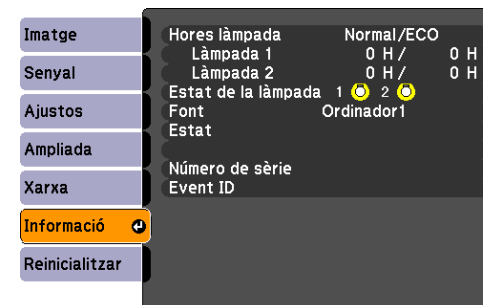 Imatge
Senyal
Ajustos
Ampliada
Xarxa
Informació
Reinicialitzar
Hores làmpada Normal/ECO
Làmpada 1 0 H / 0 H
Làmpada 2 0 H / 0 H
Estat de la làmpada 1 2
Font Ordinador1
Estat
Número de sèrie
Event ID